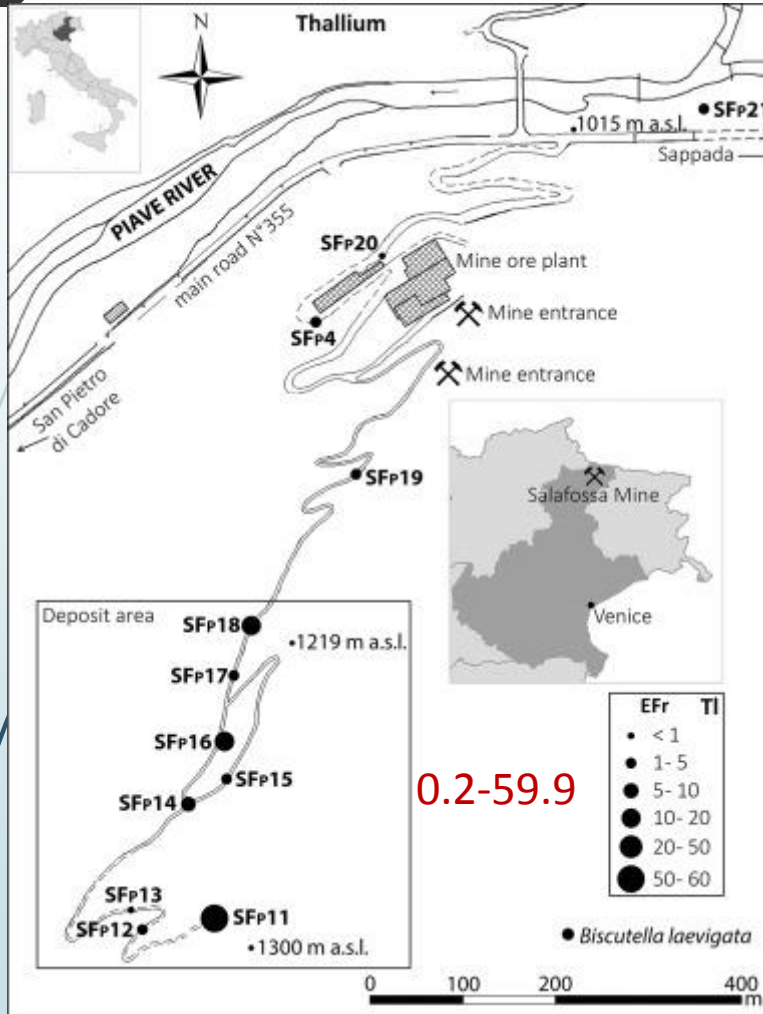 N
Thallium
1015 m a.s.l.
SFP21
Sappada
PIAVE RIVER
main road N°355
SFP20
Mine ore plant
SFP4
Mine entrance
Mine entrance
San Pietro
di Cadore
SFP19
Salafossa Mine
Venice
Deposit area
SFP18
1219 m a.s.l.
SFP17
SFP16
SFP15
SFP14
0.2-59.9
SFP13
SFP12
SFP11
1300 m a.s.l.
EFr Tl
< 1
1- 5
5- 10
10- 20
20- 50
50- 60
Biscutella laevigata
0 100 200 400
m